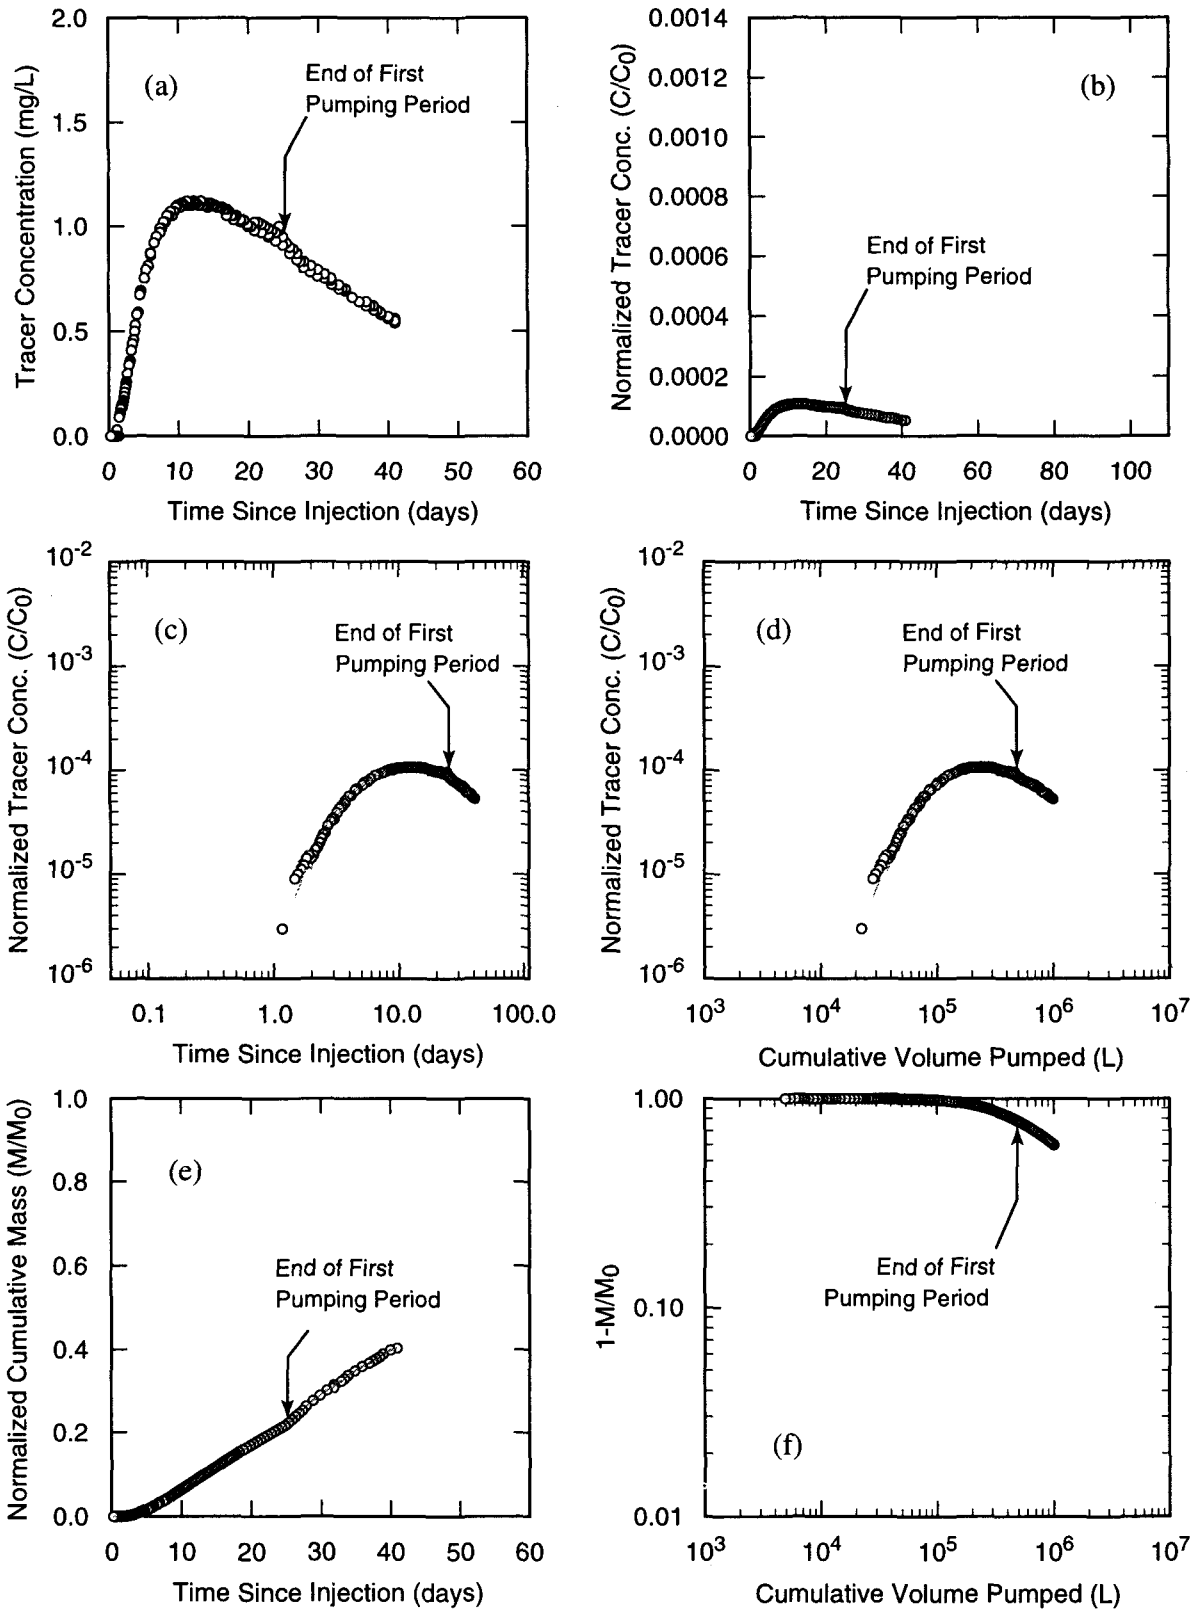 2.0
1.5
1.0
0.5
0.0
Tracer Concentration (mg/L)
(a)
End of First
Pumping Period
0 10 20 30 40 50 60
Time Since Injection (days)
0.0014
0.0012
0.0010
0.0008
0.0006
0.0004
0.0002
0.0000
Normalized Tracer Conc. (C/C0)
(b)
End of First
Pumping Period
0 20 40 60 80 100
Time Since Injection (days)
10-2
10-3
10-4
10-5
10-6
Normalized Tracer Conc. (C/C0)
(c)
End of First
Pumping Period
0.1 1.0 10.0 100.0
Time Since Injection (days)
10-2
10-3
10-4
10-5
10-6
Normalized Tracer Conc. (C/C0)
(d)
End of First
Pumping Period
103 104 105 106 107
Cumulative Volume Pumped (L)
1.0
0.8
0.6
0.4
0.2
0.0
Normalized Cumulative Mass (M/M0)
(e)
End of First
Pumping Period
0 10 20 30 40 50 60
Time Since Injection (days)
1.00
0.10
0.01
1-M/M0
End of First
Pumping Period
(f)
103 104 105 106 107
Cumulative Volume Pumped (L)